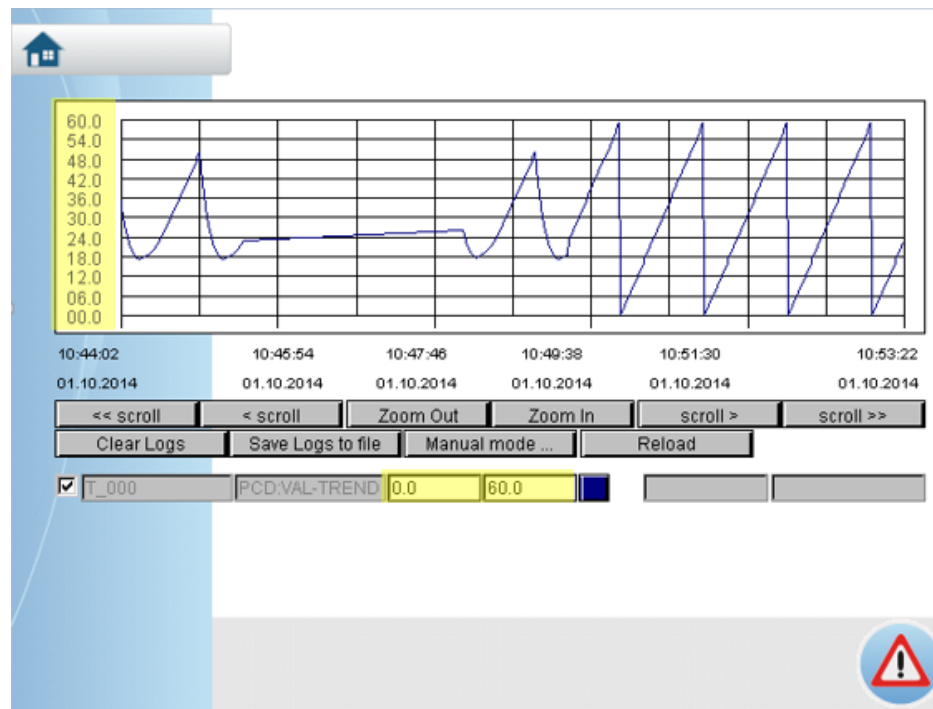 60.0
54.0
48.0
42.0
36.0
30.0
24.0
18.0
12.0
06.0
00.0
10:44:02 10:45:54 10:47:46 10:49:38 10:51:30 10:53:22
01.10.2014 01.10.2014 01.10.2014 01.10.2014 01.10.2014 01.10.2014
<< scroll < scroll Zoom Out Zoom In scroll > scroll >>
Clear Logs Save Logs to file Manual mode ... Reload
T_000 PCD:VAL-TREND 0.0 60.0